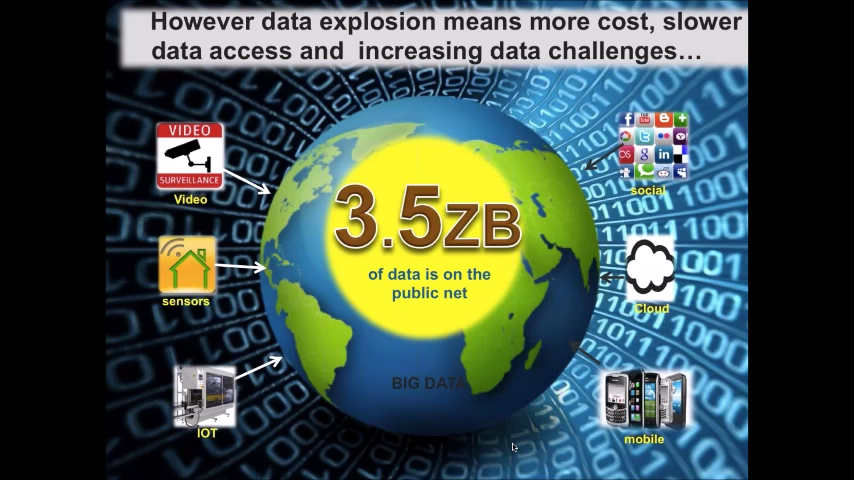 However data explosion means more cost, slower
data access and increasing data challenges…
VIDEO
SURVEILLANCE
Video
sensors
IOT
3.5ZB
of data is on the
public net
BIG DATA
social
Cloud
mobile